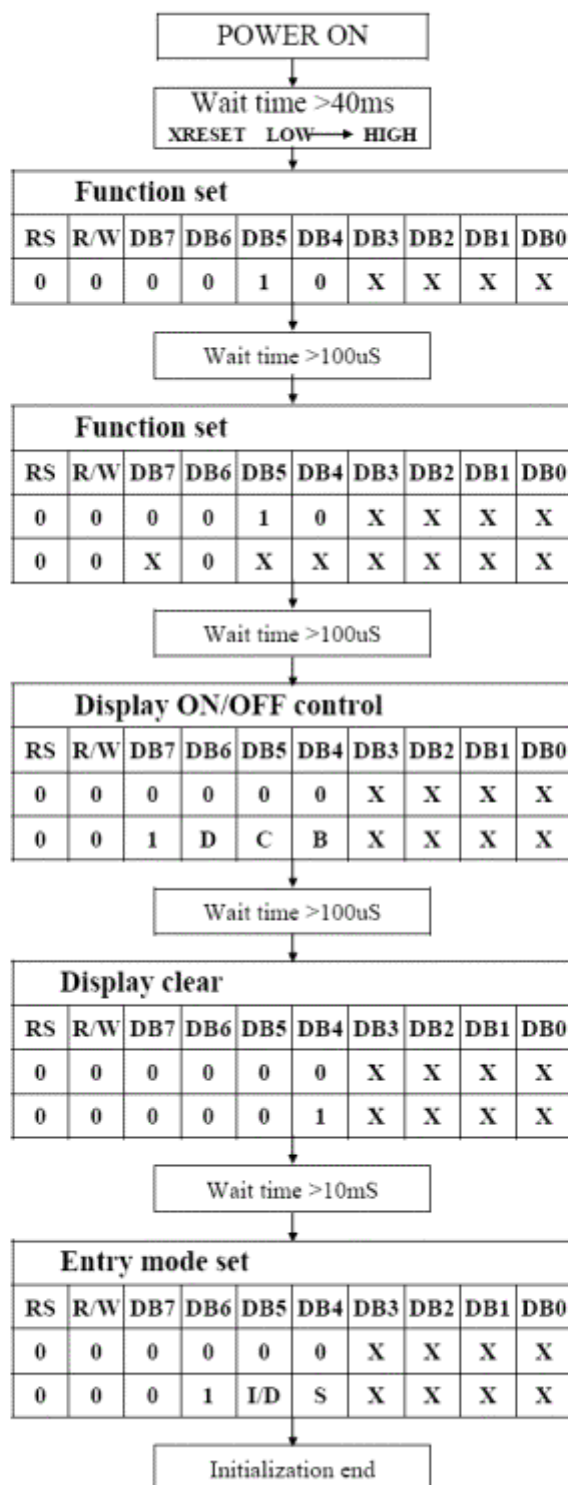 POWER ON
Wait time >40ms
XRESET LOW HIGH
Function set
RS R/W DB7 DB6 DB5 DB4 DB3 DB2 DB1 DB0
0 0 0 0 1 0 X X X X
Wait time >100uS
Function set
RS R/W DB7 DB6 DB5 DB4 DB3 DB2 DB1 DB0
0 0 0 0 1 0 X X X X
0 0 X 0 X X X X X X
Wait time >100uS
Display ON/OFF control
RS R/W DB7 DB6 DB5 DB4 DB3 DB2 DB1 DB0
0 0 0 0 0 0 X X X X
0 0 1 D C B X X X X
Wait time >100uS
Display clear
RS R/W DB7 DB6 DB5 DB4 DB3 DB2 DB1 DB0
0 0 0 0 0 0 X X X X
0 0 0 0 0 1 X X X X
Wait time >10mS
Entry mode set
RS R/W DB7 DB6 DB5 DB4 DB3 DB2 DB1 DB0
0 0 0 0 0 0 X X X X
0 0 0 1 I/D S X X X X
Initialization end